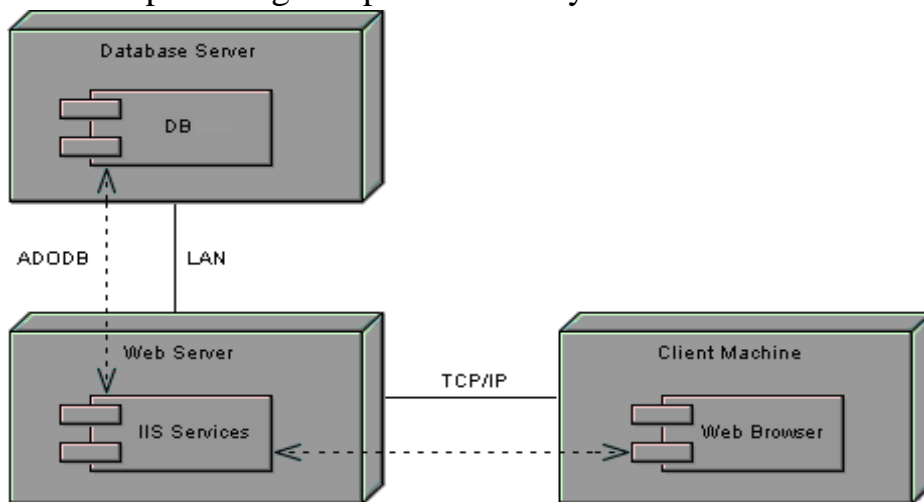 Database Server
DB
ADODB
LAN
Web Server
Client Machine
TCP/IP
IIS Services
Web Browser